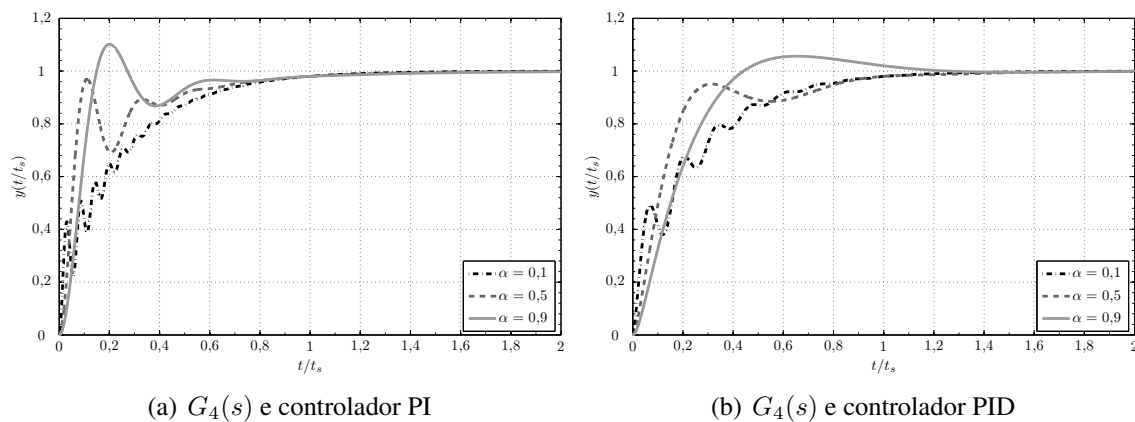 1,2
1
0,8
0,6
0,4
0,2
0
y(t/t_s)
0 0,2 0,4 0,6 0,8 1 1,2 1,4 1,6 1,8 2
t/t_s
α = 0,1
α = 0,5
α = 0,9
(a) G_4(s) e controlador PI
1,2
1
0,8
0,6
0,4
0,2
0
y(t/t_s)
0 0,2 0,4 0,6 0,8 1 1,2 1,4 1,6 1,8 2
t/t_s
α = 0,1
α = 0,5
α = 0,9
(b) G_4(s) e controlador PID